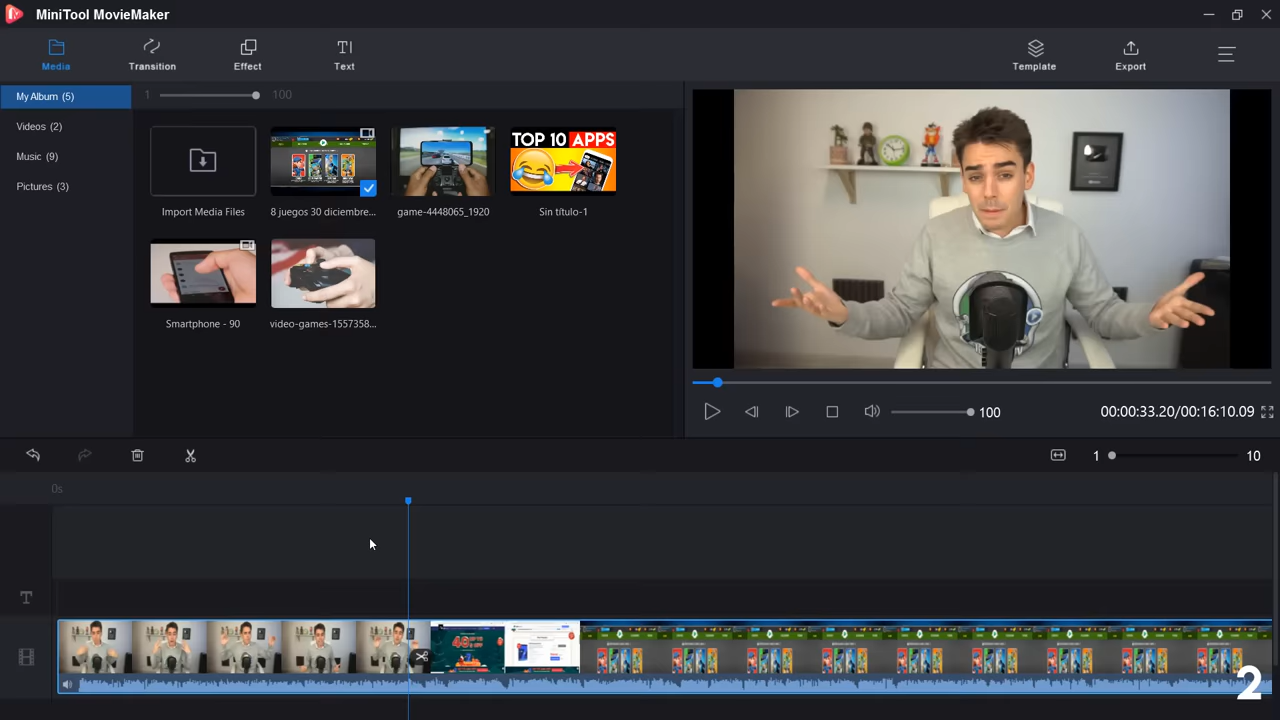 MiniTool MovieMaker
Media
Transition
Effect
Text
Template
Export
My Album (5)
1
100
Videos (2)
Music (9)
Pictures (3)
TOP 10 APPS
Import Media Files
8 juegos 30 diciembre...
game-4448065_1920
Sin título-1
Smartphone - 90
video-games-1557358...
100
00:00:33.20/00:16:10.09
1
10
0s
T
2